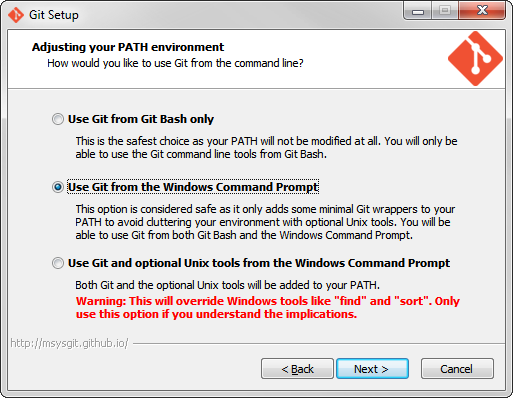 Git Setup
Adjusting your PATH environment
How would you like to use Git from the command line?
Use Git from Git Bash only
This is the safest choice as your PATH will not be modified at all. You will only be
able to use the Git command line tools from Git Bash.
Use Git from the Windows Command Prompt
This option is considered safe as it only adds some minimal Git wrappers to your
PATH to avoid cluttering your environment with optional Unix tools. You will be
able to use Git from both Git Bash and the Windows Command Prompt.
Use Git and optional Unix tools from the Windows Command Prompt
Both Git and the optional Unix tools will be added to your PATH.
Warning: This will override Windows tools like "find" and "sort". Only
use this option if you understand the implications.
http://msysgit.github.io/
< Back Next > Cancel